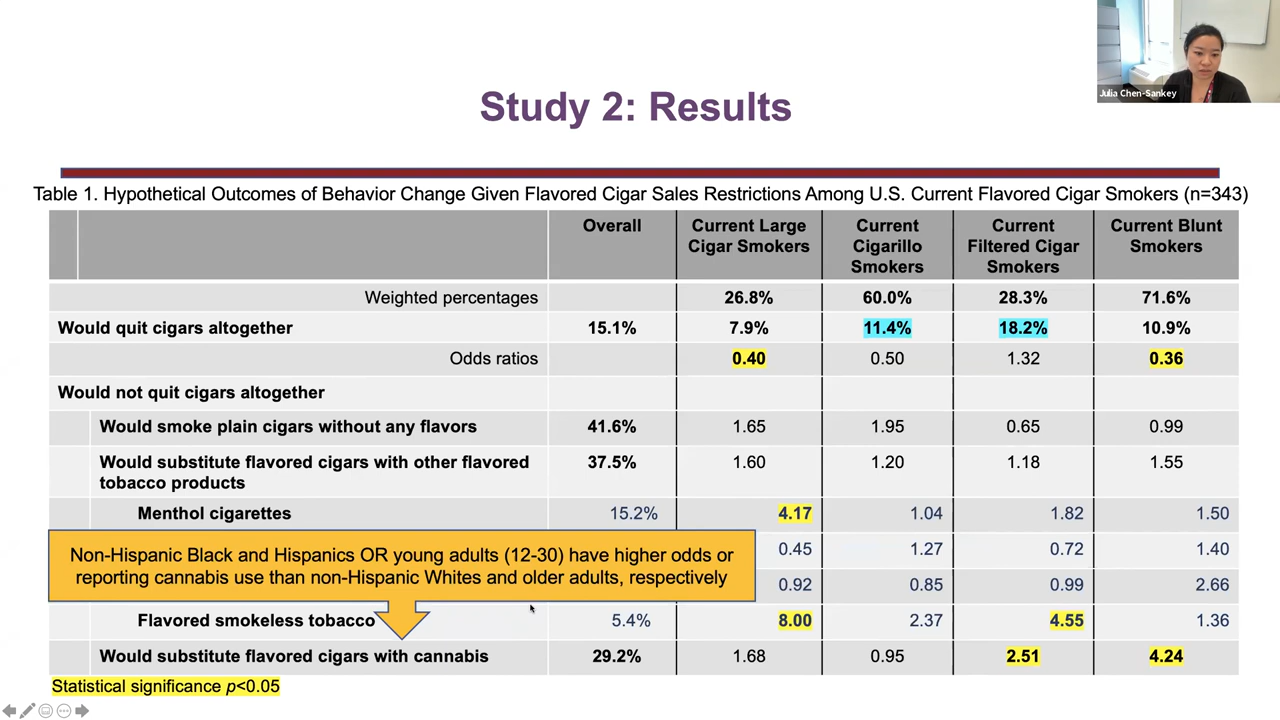 Julia Chen-Sankey
Study 2: Results
Table 1. Hypothetical Outcomes of Behavior Change Given Flavored Cigar Sales Restrictions Among U.S. Current Flavored Cigar Smokers (n=343)
Overall
Current Large
Cigar Smokers
Current
Cigarillo
Smokers
Current
Filtered Cigar
Smokers
Current Blunt
Smokers
Weighted percentages 26.8% 60.0% 28.3% 71.6%
Would quit cigars altogether 15.1% 7.9% 11.4% 18.2% 10.9%
Odds ratios 0.40 0.50 1.32 0.36
Would not quit cigars altogether
Would smoke plain cigars without any flavors 41.6% 1.65 1.95 0.65 0.99
Would substitute flavored cigars with other flavored
tobacco products 37.5% 1.60 1.20 1.18 1.55
Menthol cigarettes 15.2% 4.17 1.04 1.82 1.50
0.45 1.27 0.72 1.40
0.92 0.85 0.99 2.66
Non-Hispanic Black and Hispanics OR young adults (12-30) have higher odds or
reporting cannabis use than non-Hispanic Whites and older adults, respectively
Flavored smokeless tobacco 5.4% 8.00 2.37 4.55 1.36
Would substitute flavored cigars with cannabis 29.2% 1.68 0.95 2.51 4.24
Statistical significance p<0.05